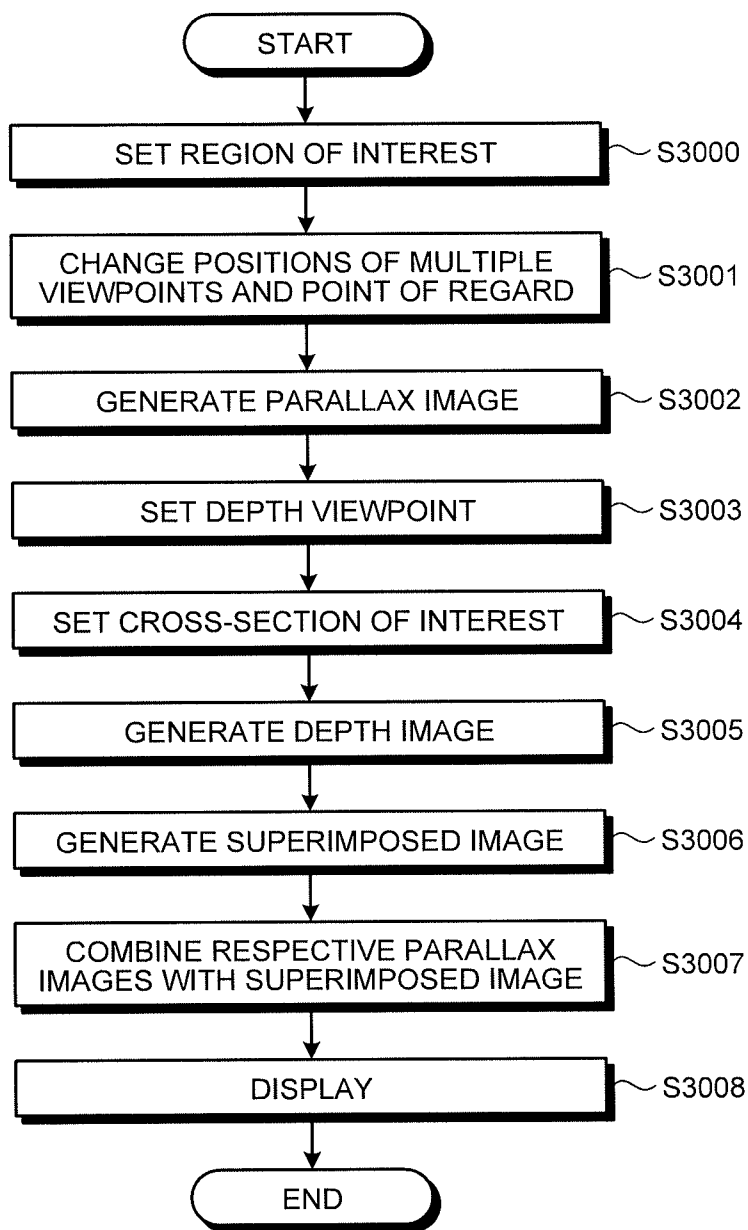 START
SET REGION OF INTEREST
S3000
CHANGE POSITIONS OF MULTIPLE
VIEWPOINTS AND POINT OF REGARD
S3001
GENERATE PARALLAX IMAGE
S3002
SET DEPTH VIEWPOINT
S3003
SET CROSS-SECTION OF INTEREST
S3004
GENERATE DEPTH IMAGE
S3005
GENERATE SUPERIMPOSED IMAGE
S3006
COMBINE RESPECTIVE PARALLAX
IMAGES WITH SUPERIMPOSED IMAGE
S3007
DISPLAY
S3008
END